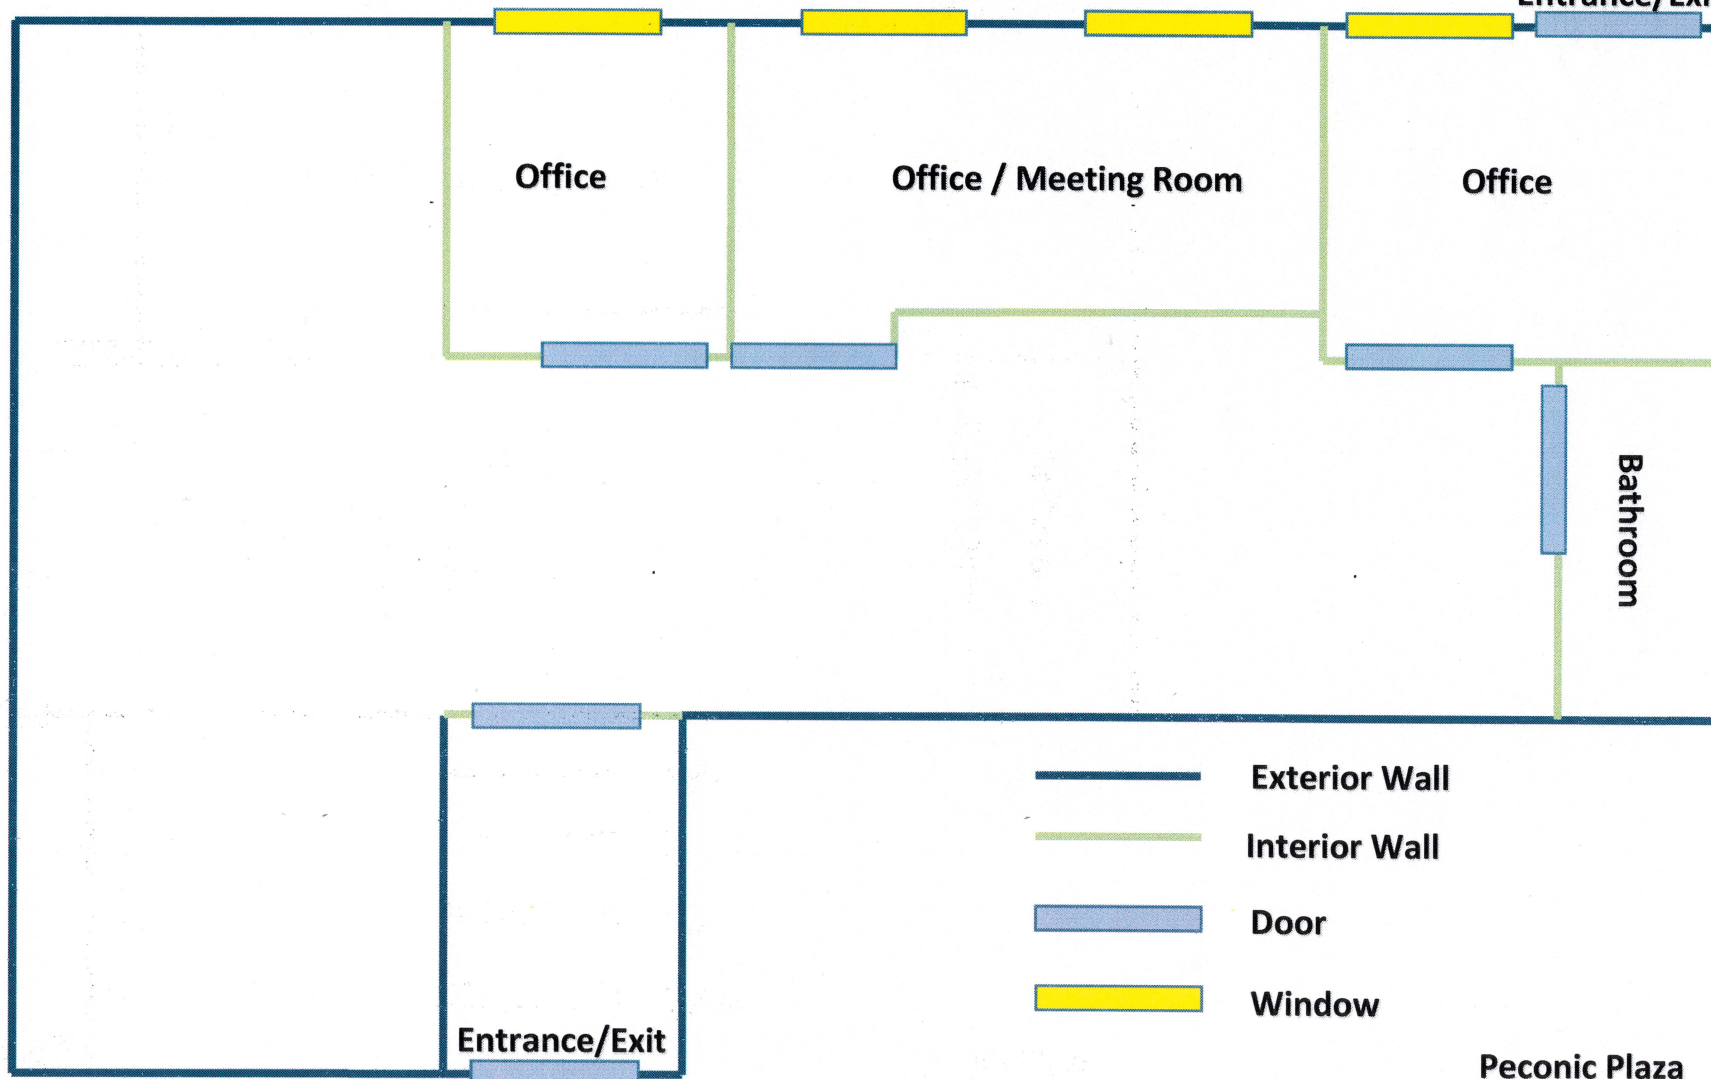 Office
Office / Meeting Room
Office
Bathroom
Exterior Wall
Interior Wall
Door
Window
Entrance/Exit
Peconic Plaza